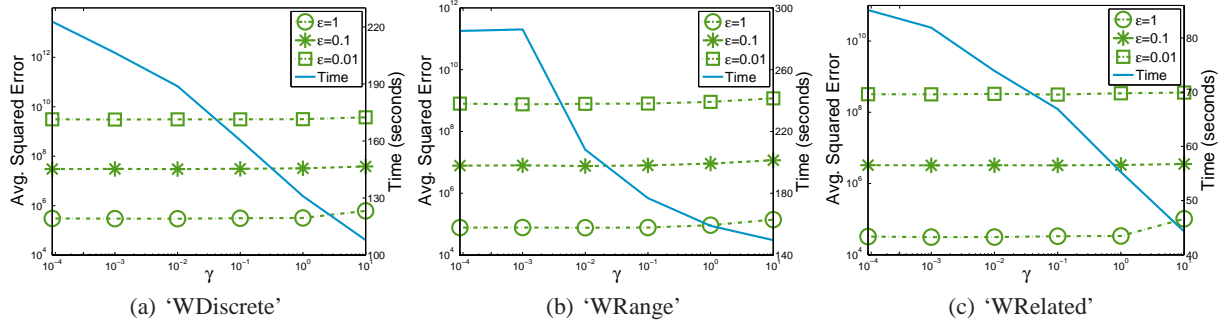 Avg. Squared Error
10^12
10^10
10^8
10^6
10^4
10^-4
10^-3
10^-2
10^-1
10^0
10^1
γ
220
190
160
130
100
Time (seconds)
ε=1
ε=0.1
ε=0.01
Time
(a) ‘WDiscrete’
Avg. Squared Error
10^12
10^10
10^8
10^6
10^4
10^-4
10^-3
10^-2
10^-1
10^0
10^1
γ
300
260
220
180
140
Time (seconds)
ε=1
ε=0.1
ε=0.01
Time
(b) ‘WRange’
Avg. Squared Error
10^10
10^8
10^6
10^-4
10^-3
10^-2
10^-1
10^0
10^1
γ
80
70
60
50
40
Time (seconds)
ε=1
ε=0.1
ε=0.01
Time
(c) ‘WRelated’